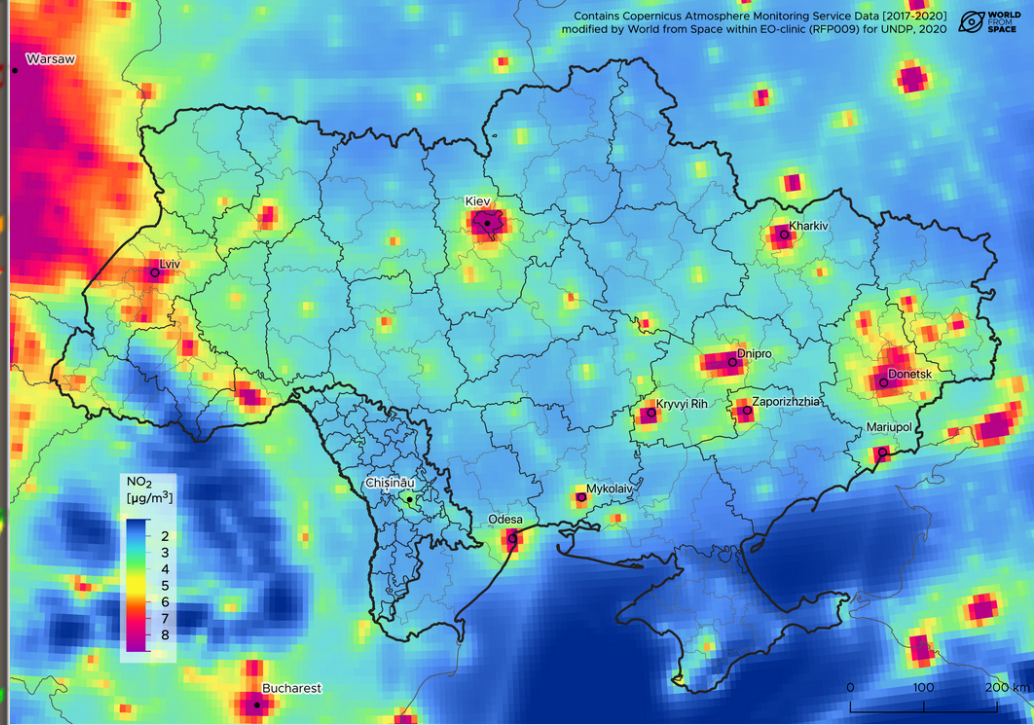 Contains Copernicus Atmosphere Monitoring Service Data [2017-2020]
modified by World from Space within EO-clinic (RFP009) for UNDP, 2020
WORLD
FROM
SPACE
Warsaw
Kiev
Kharkiv
Lviv
Dnipro
Donetsk
Kryvyi Rih
Zaporizhzhia
Mariupol
Chișinău
Mykolaiv
Odesa
NO₂
[µg/m³]
2
3
4
5
6
7
8
Bucharest
0 100 200 km